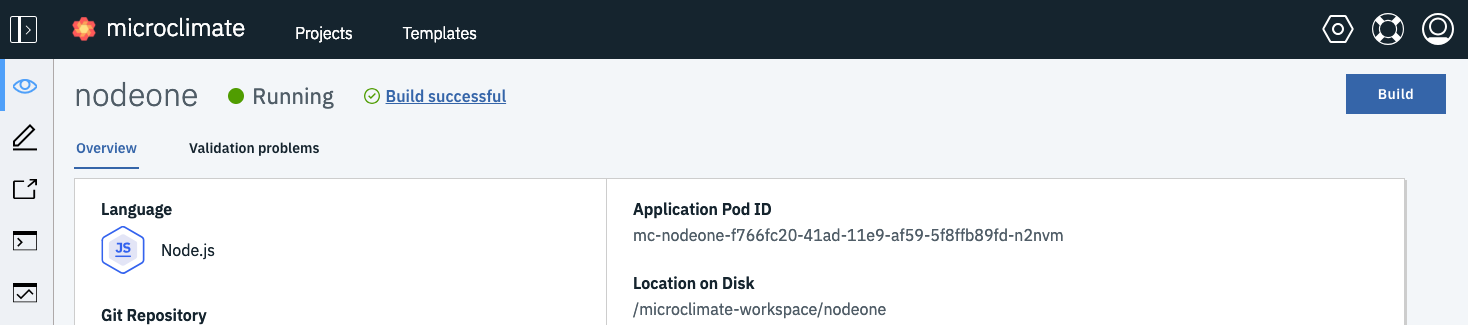 microclimate Projects Templates
nodeone Running Build successful Build
Overview Validation problems
Language
JS Node.js
Git Repository
Application Pod ID
mc-nodeone-f766fc20-41ad-11e9-af59-5f8ffb89fd-n2nvm
Location on Disk
/microclimate-workspace/nodeone